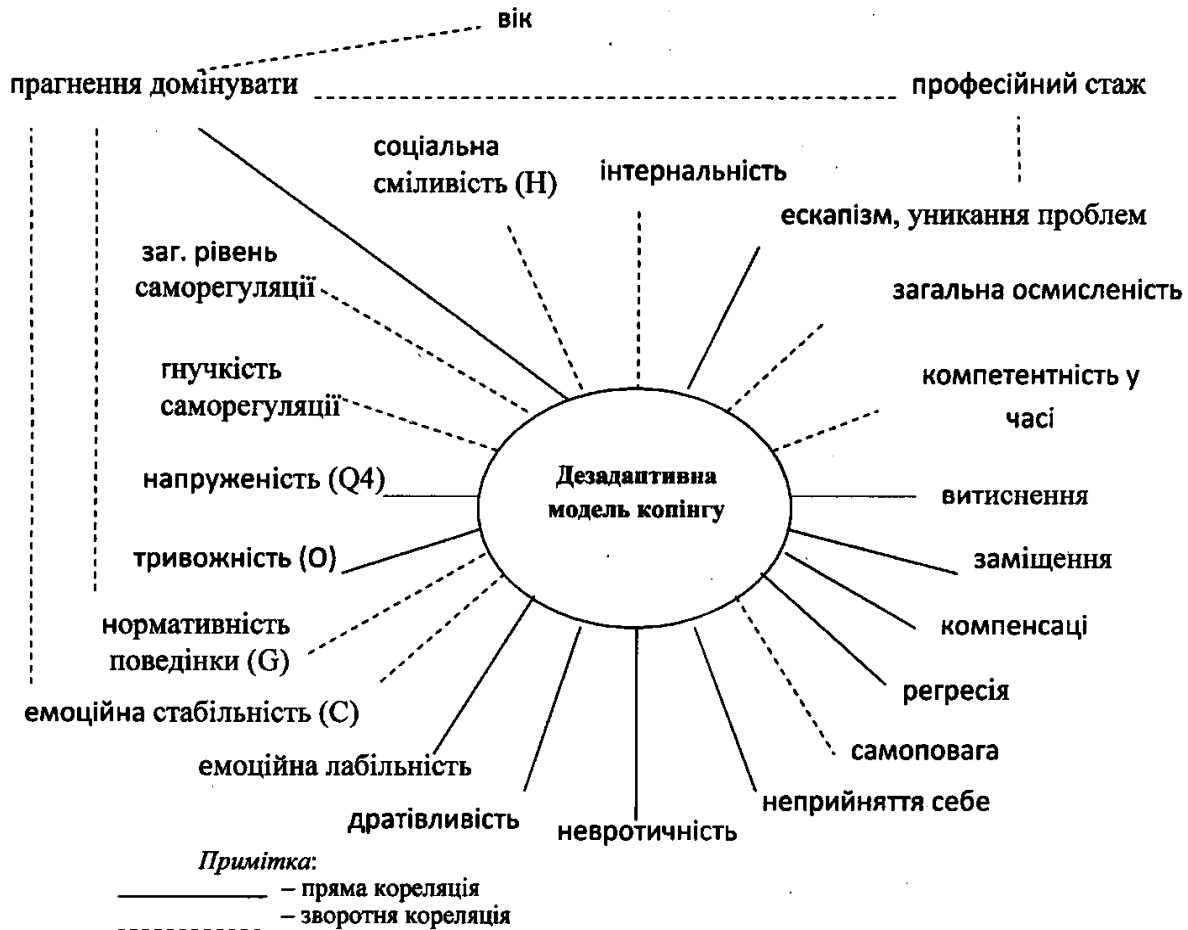 вік
прагнення домінувати
професійний стаж
соціальна
сміливість (H)
інтернальність
ескапізм, уникання проблем
заг. рівень
саморегуляції
загальна осмисленість
гнучкість
саморегуляції
компетентність у
часі
напруженість (Q4)
Дезадаптивна
модель копінгу
витиснення
тривожність (O)
заміщення
нормативність
поведінки (G)
компенсаці
регресія
емоційна стабільність (C)
самоповага
емоційна лабільність
неприйняття себе
дратівливість
невротичність
Примітка:
– пряма кореляція
– зворотня кореляція